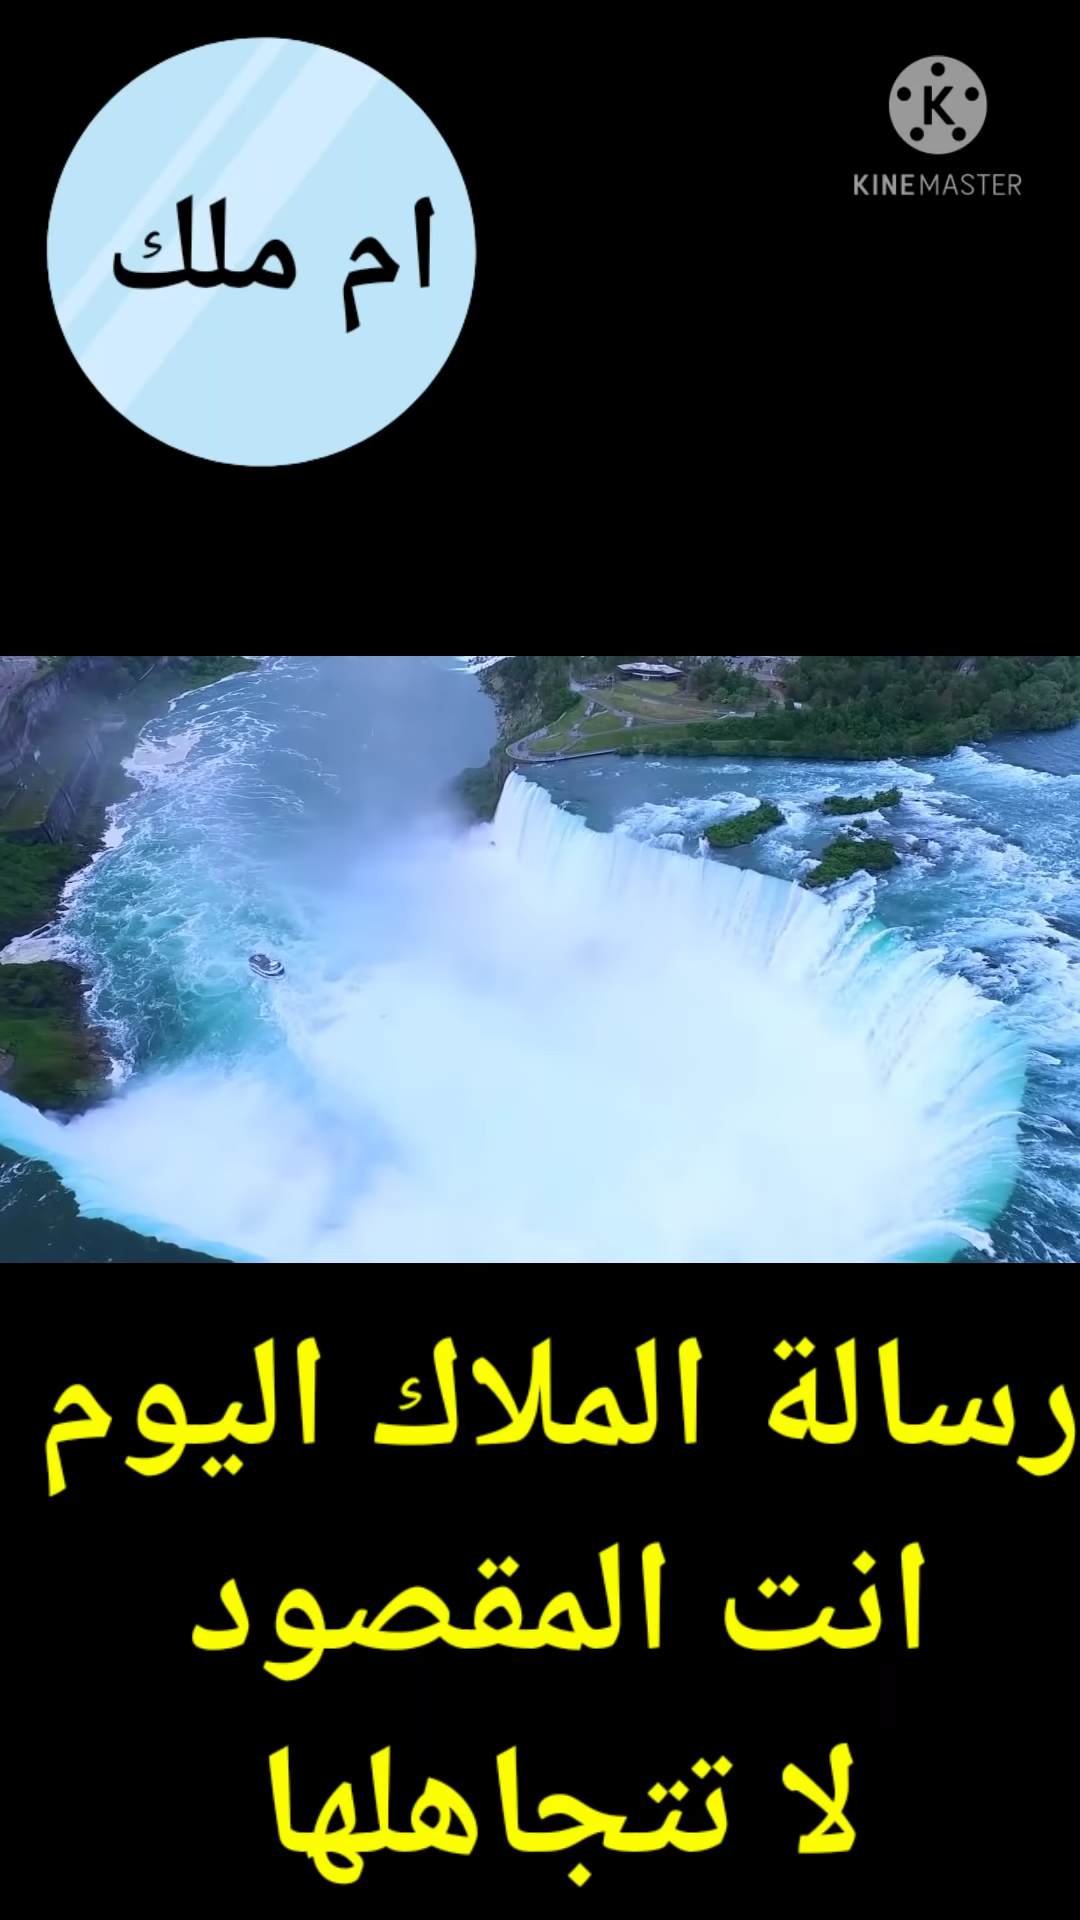 ام ملك
K
KINEMASTER
رسالة الملاك اليوم
انت المقصود
لا تتجاهلها